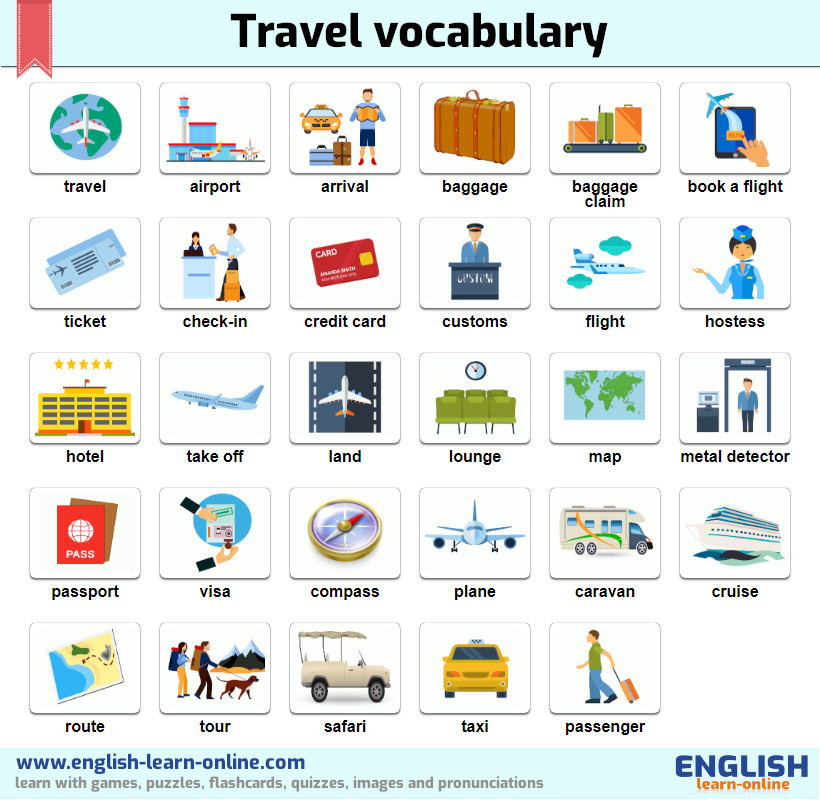 Travel vocabulary
travel
airport
arrival
baggage
baggage
claim
BUY
book a flight
ticket
check-in
CARD
AMANDA SMITH
credit card
CUSTOM
customs
flight
hostess
hotel
take off
land
lounge
map
metal detector
PASS
passport
visa
compass
plane
caravan
cruise
route
tour
safari
TAXI
taxi
passenger
www.english-learn-online.com
learn with games, puzzles, flashcards, quizzes, images and pronunciations
ENGLISH
learn-online